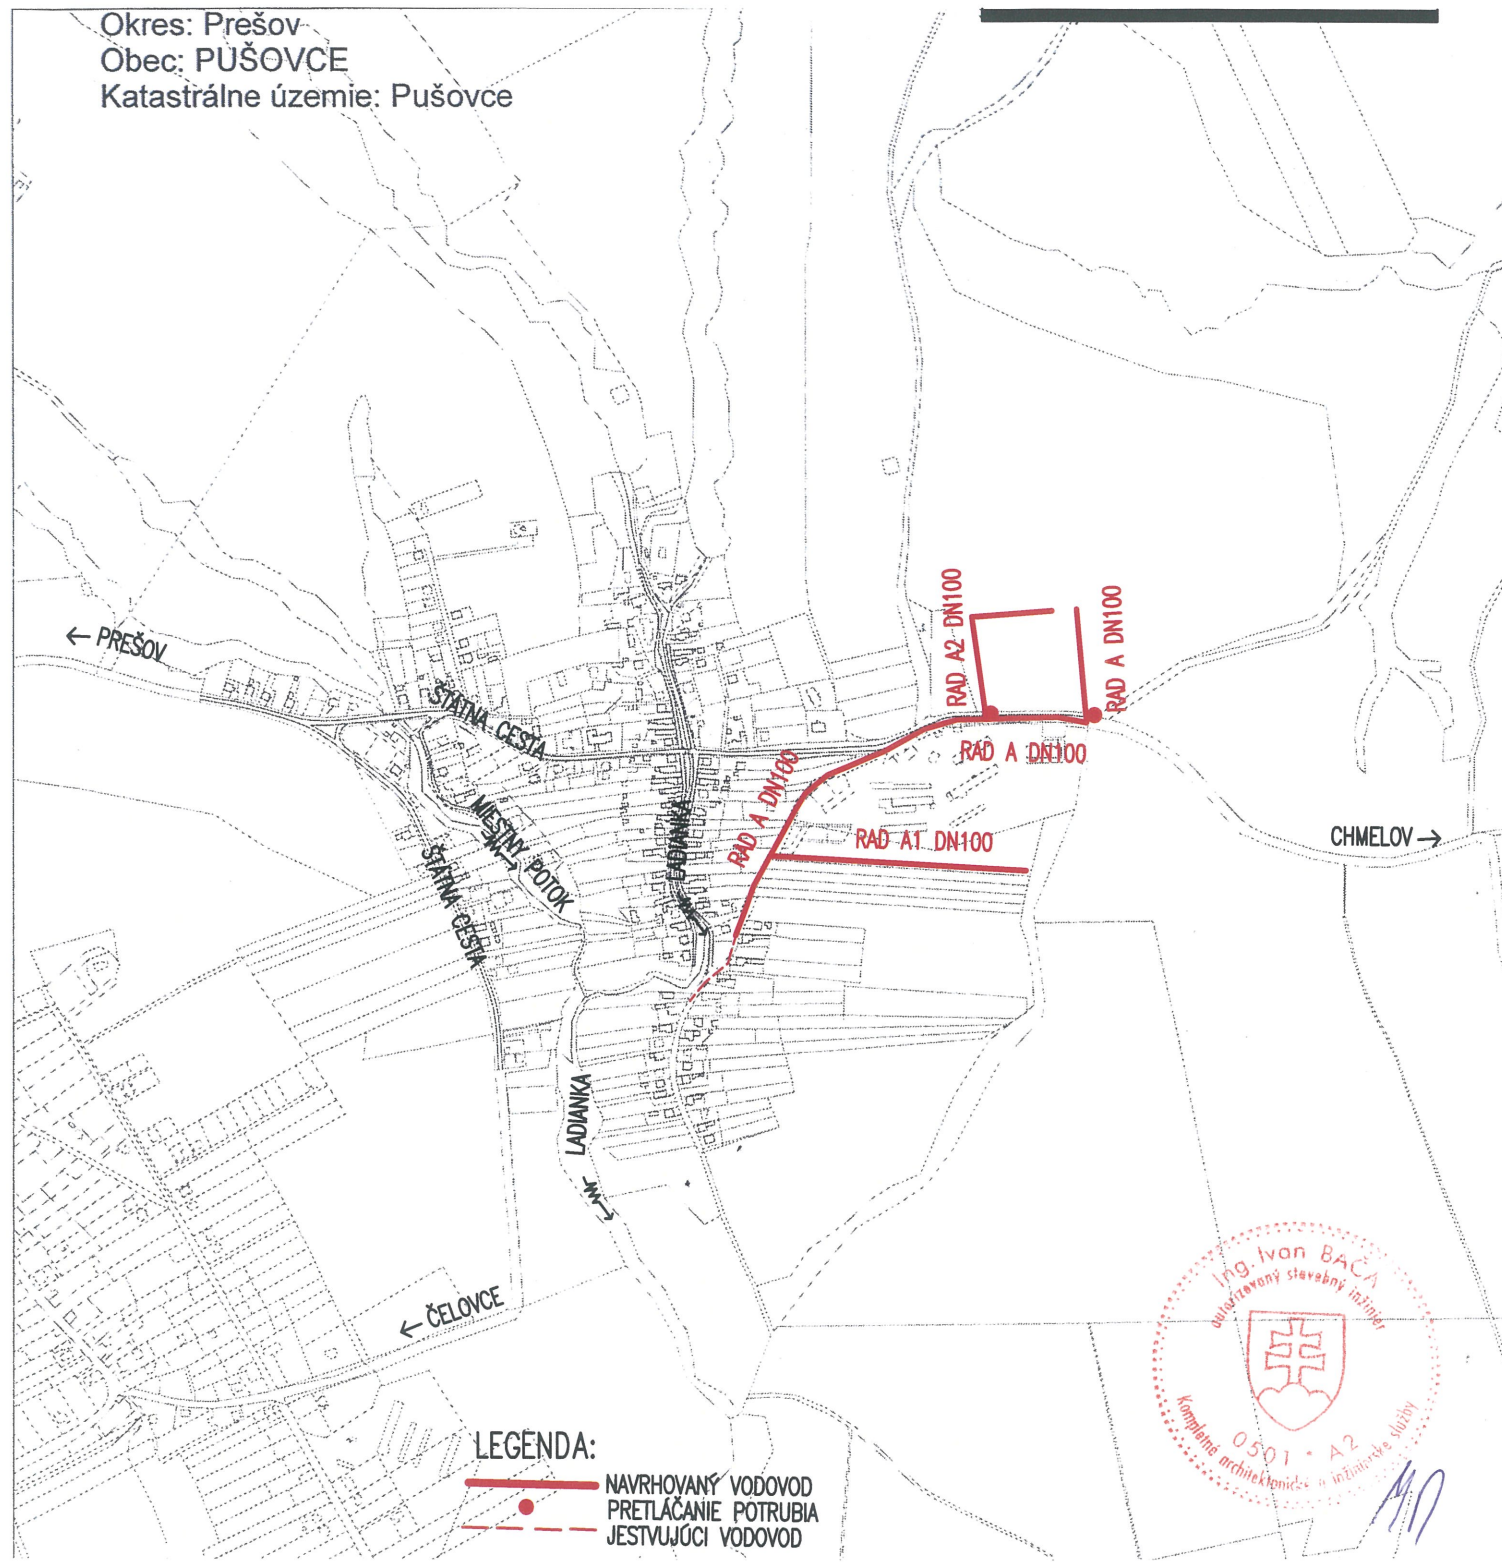 Okres: Prešov
Obec: PUŠOVCE
Katastrálne územie: Pušovce
← PREŠOV
ŠTÁTNA CESTA
MIESTNY POTOK
ŠTÁTNA CESTA
LADIANKA
LADIANKA
RAD A2 DN100
RAD A DN100
RAD A DN100
RAD A DN100
RAD A1 DN100
CHMELOV →
← ČELOVCE
Ing. Ivan BAČA
autorizovaný stavebný inžinier
Kompletné architektonické a inžinierske služby
0501 * A2
LEGENDA:
NAVRHOVANÝ VODOVOD
PRETLÁČANIE POTRUBIA
JESTVUJÚCI VODOVOD